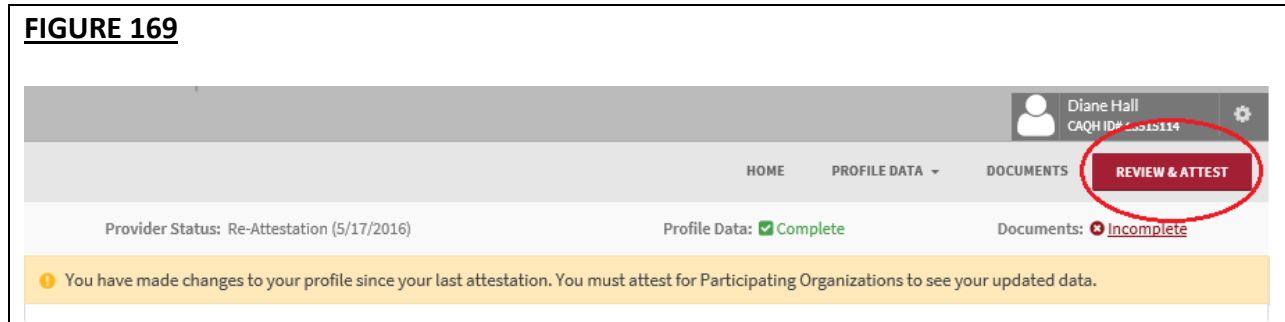 FIGURE 169
Diane Hall
CAQH ID#
HOME PROFILE DATA DOCUMENTS REVIEW & ATTEST
Provider Status: Re-Attestation (5/17/2016) Profile Data: Complete Documents: Incomplete
You have made changes to your profile since your last attestation. You must attest for Participating Organizations to see your updated data.